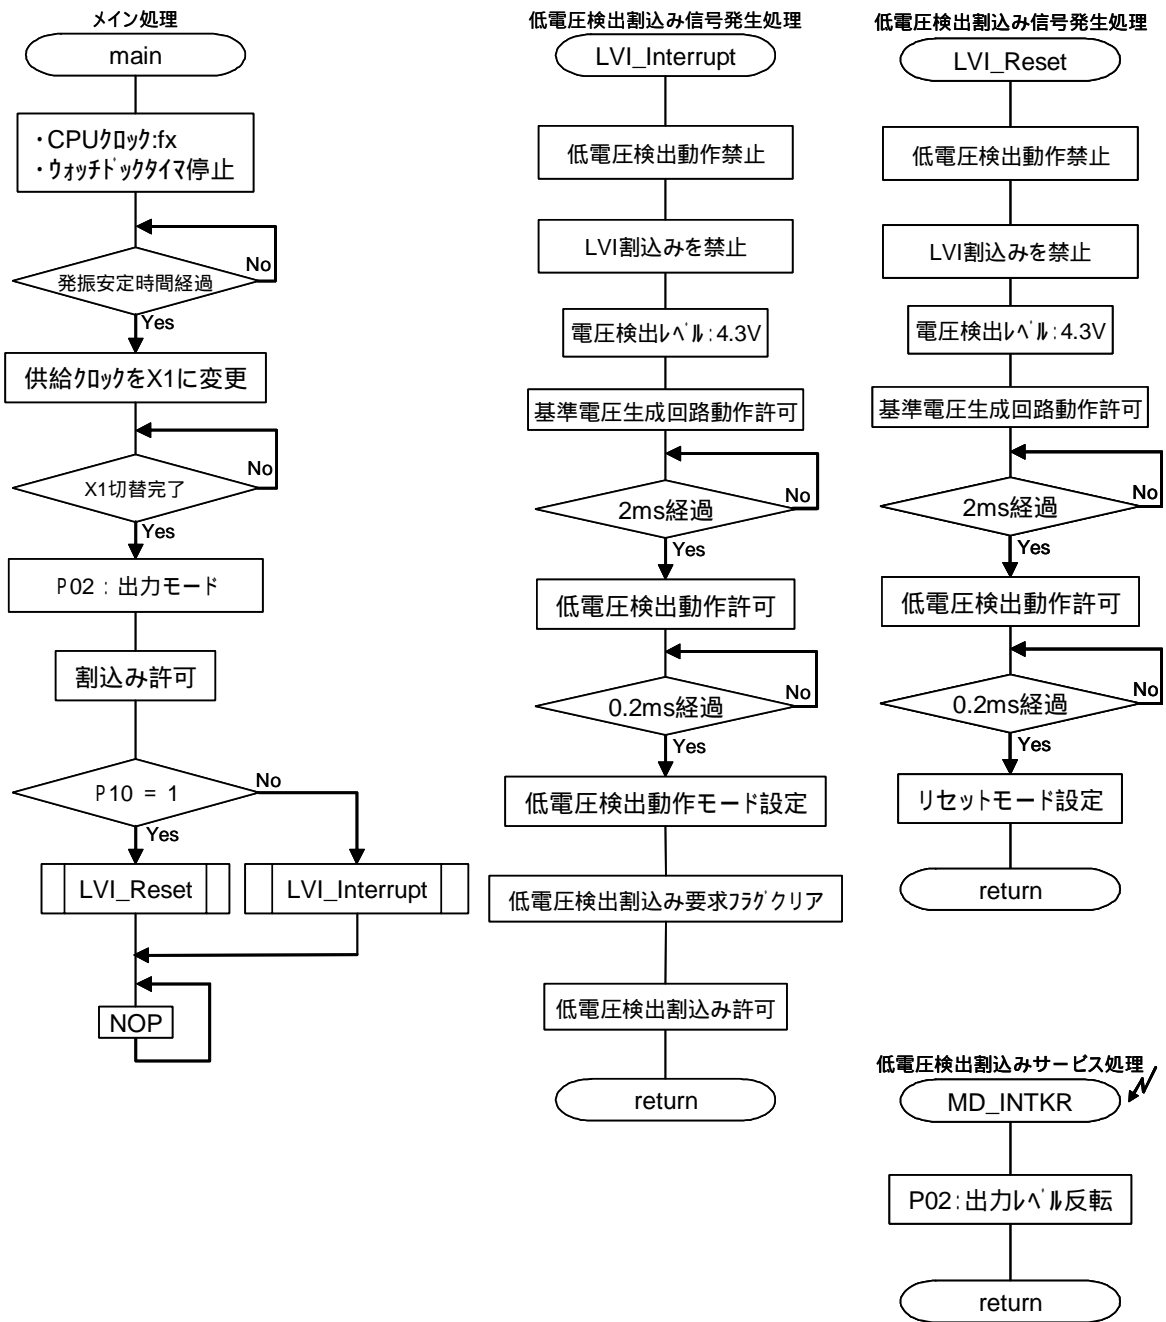 メイン処理
main
・CPUｸﾛｯｸ:fx
・ｳｫｯﾁﾄﾞｯｸﾀｲﾏ停止
発振安定時間経過
No
Yes
供給ｸﾛｯｸをX1に変更
X1切替完了
No
Yes
P02：出力モード
割込み許可
P10 = 1
No
Yes
LVI_Reset
LVI_Interrupt
NOP
低電圧検出割込み信号発生処理
LVI_Interrupt
低電圧検出動作禁止
LVI割込みを禁止
電圧検出ﾚﾍﾞﾙ:4.3V
基準電圧生成回路動作許可
2ms経過
No
Yes
低電圧検出動作許可
0.2ms経過
No
Yes
低電圧検出動作モード設定
低電圧検出割込み要求ﾌﾗｸﾞクリア
低電圧検出割込み許可
return
低電圧検出割込み信号発生処理
LVI_Reset
低電圧検出動作禁止
LVI割込みを禁止
電圧検出ﾚﾍﾞﾙ:4.3V
基準電圧生成回路動作許可
2ms経過
No
Yes
低電圧検出動作許可
0.2ms経過
No
Yes
リセットモード設定
return
低電圧検出割込みサービス処理
MD_INTKR
P02:出力ﾚﾍﾞﾙ反転
return